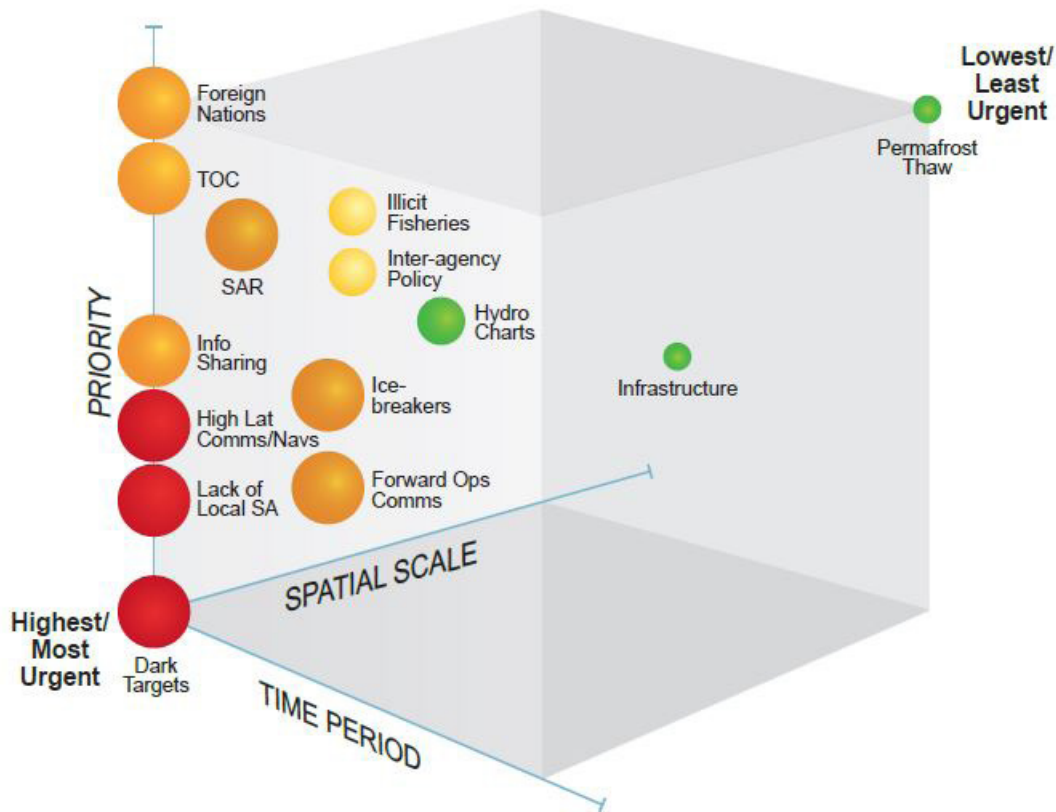 Lowest/
Least
Urgent
Foreign
Nations
Permafrost
Thaw
TOC
Illicit
Fisheries
Inter-agency
Policy
SAR
Hydro
Charts
PRIORITY
Info
Sharing
Ice-
breakers
Infrastructure
High Lat
Comms/Navs
Lack of
Local SA
Forward Ops
Comms
SPATIAL SCALE
Highest/
Most
Urgent
Dark
Targets
TIME PERIOD